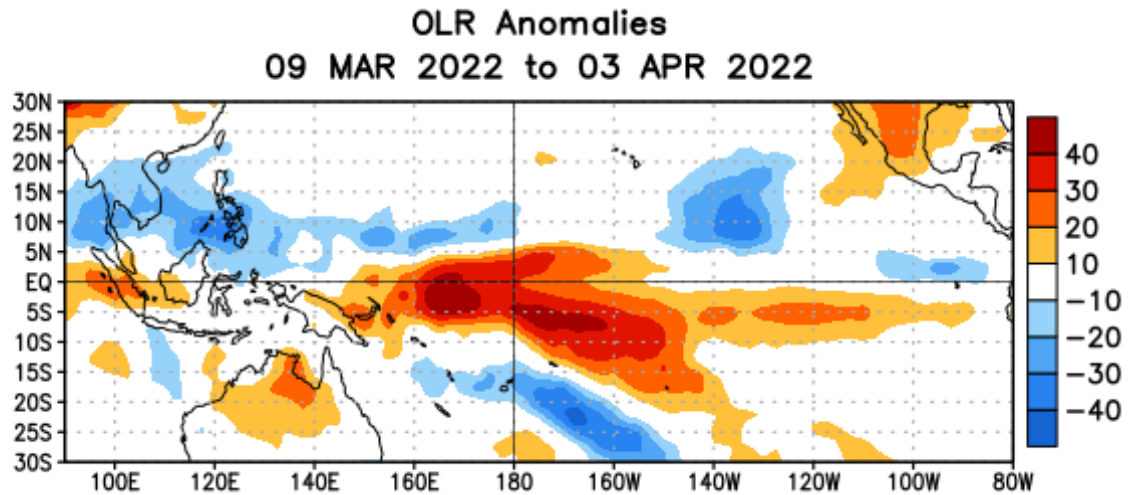 OLR Anomalies
09 MAR 2022 to 03 APR 2022
30N
25N
20N
15N
10N
5N
EQ
5S
10S
15S
20S
25S
30S
100E 120E 140E 160E 180 160W 140W 120W 100W 80W
40
30
20
10
-10
-20
-30
-40